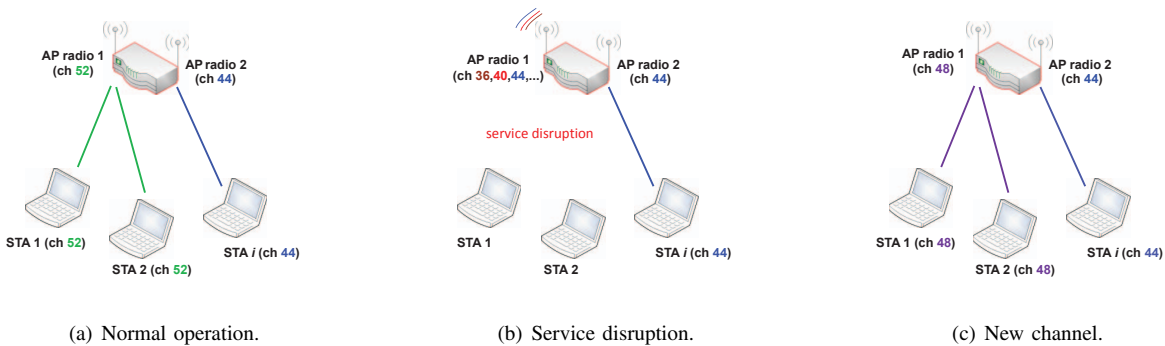 AP radio 1
(ch 52)
AP radio 2
(ch 44)
STA 1 (ch 52)
STA 2 (ch 52)
STA i (ch 44)
(a) Normal operation.
AP radio 1
(ch 36,40,44,...)
AP radio 2
(ch 44)
service disruption
STA 1
STA 2
STA i (ch 44)
(b) Service disruption.
AP radio 1
(ch 48)
AP radio 2
(ch 44)
STA 1 (ch 48)
STA 2 (ch 48)
STA i (ch 44)
(c) New channel.